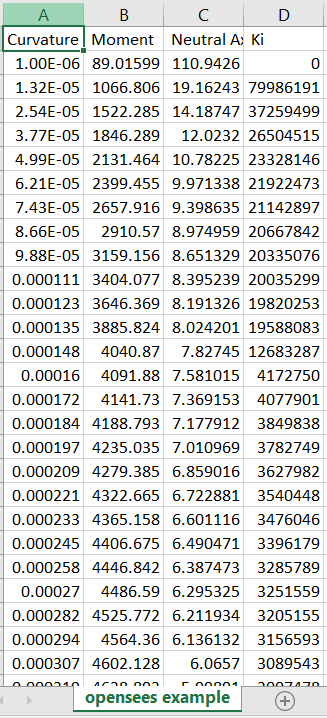 A B C D
Curvature Moment Neutral Ax Ki
1.00E-06 89.01599 110.9426 0
1.32E-05 1066.806 19.16243 79986191
2.54E-05 1522.285 14.18747 37259499
3.77E-05 1846.289 12.0232 26504515
4.99E-05 2131.464 10.78225 23328146
6.21E-05 2399.455 9.971338 21922473
7.43E-05 2657.916 9.398635 21142897
8.66E-05 2910.57 8.974959 20667842
9.88E-05 3159.156 8.651329 20335076
0.000111 3404.077 8.395239 20035299
0.000123 3646.369 8.191326 19820253
0.000135 3885.824 8.024201 19588083
0.000148 4040.87 7.82745 12683287
0.00016 4091.88 7.581015 4172750
0.000172 4141.73 7.369153 4077901
0.000184 4188.793 7.177912 3849838
0.000197 4235.035 7.010969 3782749
0.000209 4279.385 6.859016 3627982
0.000221 4322.665 6.722881 3540448
0.000233 4365.158 6.601116 3476046
0.000245 4406.675 6.490471 3396179
0.000258 4446.842 6.387473 3285789
0.00027 4486.59 6.295325 3251559
0.000282 4525.772 6.211934 3205155
0.000294 4564.36 6.136132 3156593
0.000307 4602.128 6.0657 3089543
opensees example